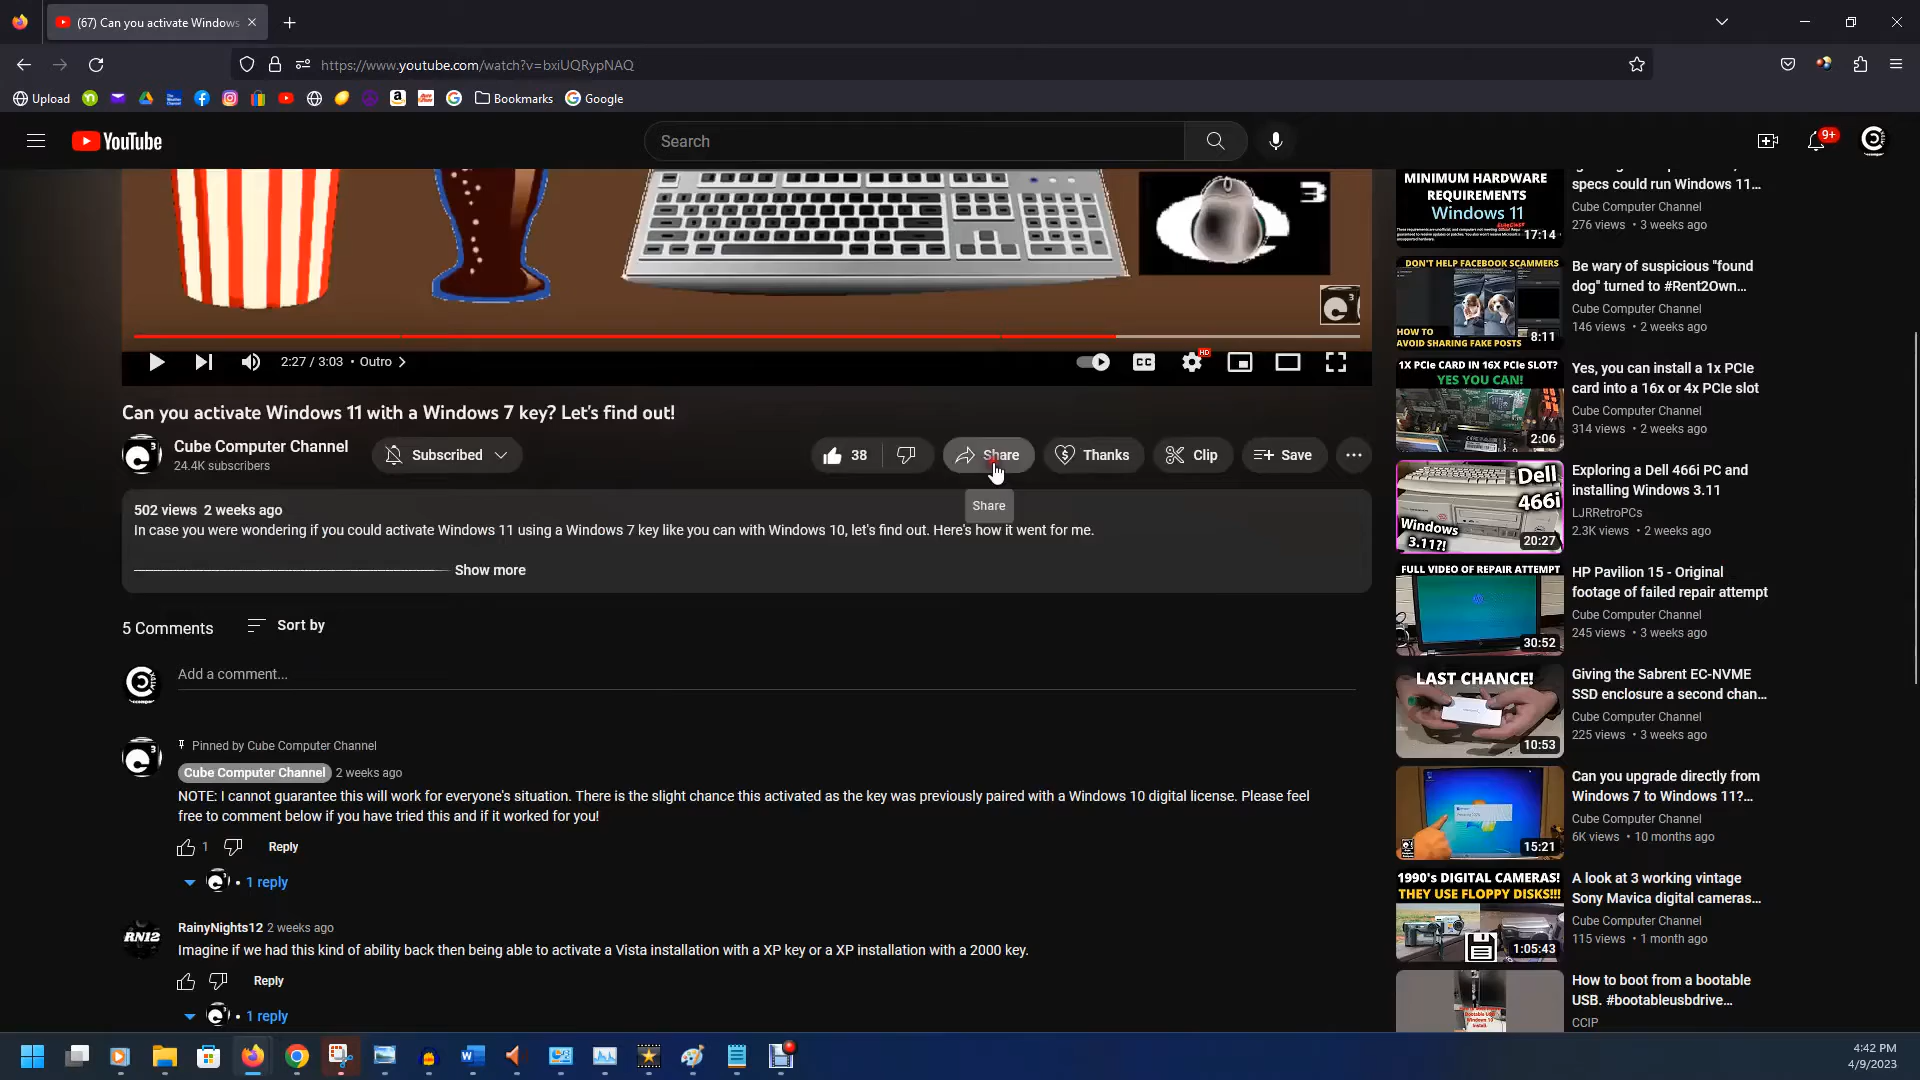 (67) Can you activate Windows
https://www.youtube.com/watch?v=bxiUQRypNAQ
Upload
Bookmarks
Google
YouTube
Search
9+
3
2:27 / 3:03 • Outro
CC
HD
Can you activate Windows 11 with a Windows 7 key? Let's find out!
Cube Computer Channel
24.4K subscribers
Subscribed
38
Share
Thanks
Clip
Save
Share
502 views 2 weeks ago
In case you were wondering if you could activate Windows 11 using a Windows 7 key like you can with Windows 10, let's find out. Here's how it went for me.
Show more
5 Comments
Sort by
Add a comment...
Pinned by Cube Computer Channel
Cube Computer Channel 2 weeks ago
NOTE: I cannot guarantee this will work for everyone's situation. There is the slight chance this activated as the key was previously paired with a Windows 10 digital license. Please feel
free to comment below if you have tried this and if it worked for you!
1
Reply
• 1 reply
RN12
RainyNights12 2 weeks ago
Imagine if we had this kind of ability back then being able to activate a Vista installation with a XP key or a XP installation with a 2000 key.
Reply
• 1 reply
MINIMUM HARDWARE
REQUIREMENTS
Windows 11
17:14
specs could run Windows 11...
Cube Computer Channel
276 views • 3 weeks ago
DON'T HELP FACEBOOK SCAMMERS
HOW TO
AVOID SHARING FAKE POSTS
8:11
Be wary of suspicious "found
dog" turned to #Rent2Own...
Cube Computer Channel
146 views • 2 weeks ago
1X PCIe CARD IN 16X PCIe SLOT?
YES YOU CAN!
2:06
Yes, you can install a 1x PCIe
card into a 16x or 4x PCIe slot
Cube Computer Channel
314 views • 2 weeks ago
Dell
466i
Windows
3.11?!
20:27
Exploring a Dell 466i PC and
installing Windows 3.11
LJRRetroPCs
2.3K views • 2 weeks ago
FULL VIDEO OF REPAIR ATTEMPT
30:52
HP Pavilion 15 - Original
footage of failed repair attempt
Cube Computer Channel
245 views • 3 weeks ago
LAST CHANCE!
10:53
Giving the Sabrent EC-NVME
SSD enclosure a second chan...
Cube Computer Channel
225 views • 3 weeks ago
15:21
Can you upgrade directly from
Windows 7 to Windows 11?...
Cube Computer Channel
6K views • 10 months ago
1990's DIGITAL CAMERAS!
THEY USE FLOPPY DISKS!!!
1:05:43
A look at 3 working vintage
Sony Mavica digital cameras...
Cube Computer Channel
115 views • 1 month ago
How to boot from a bootable
USB. #bootableusbdrive...
CCIP
4:42 PM
4/9/2023